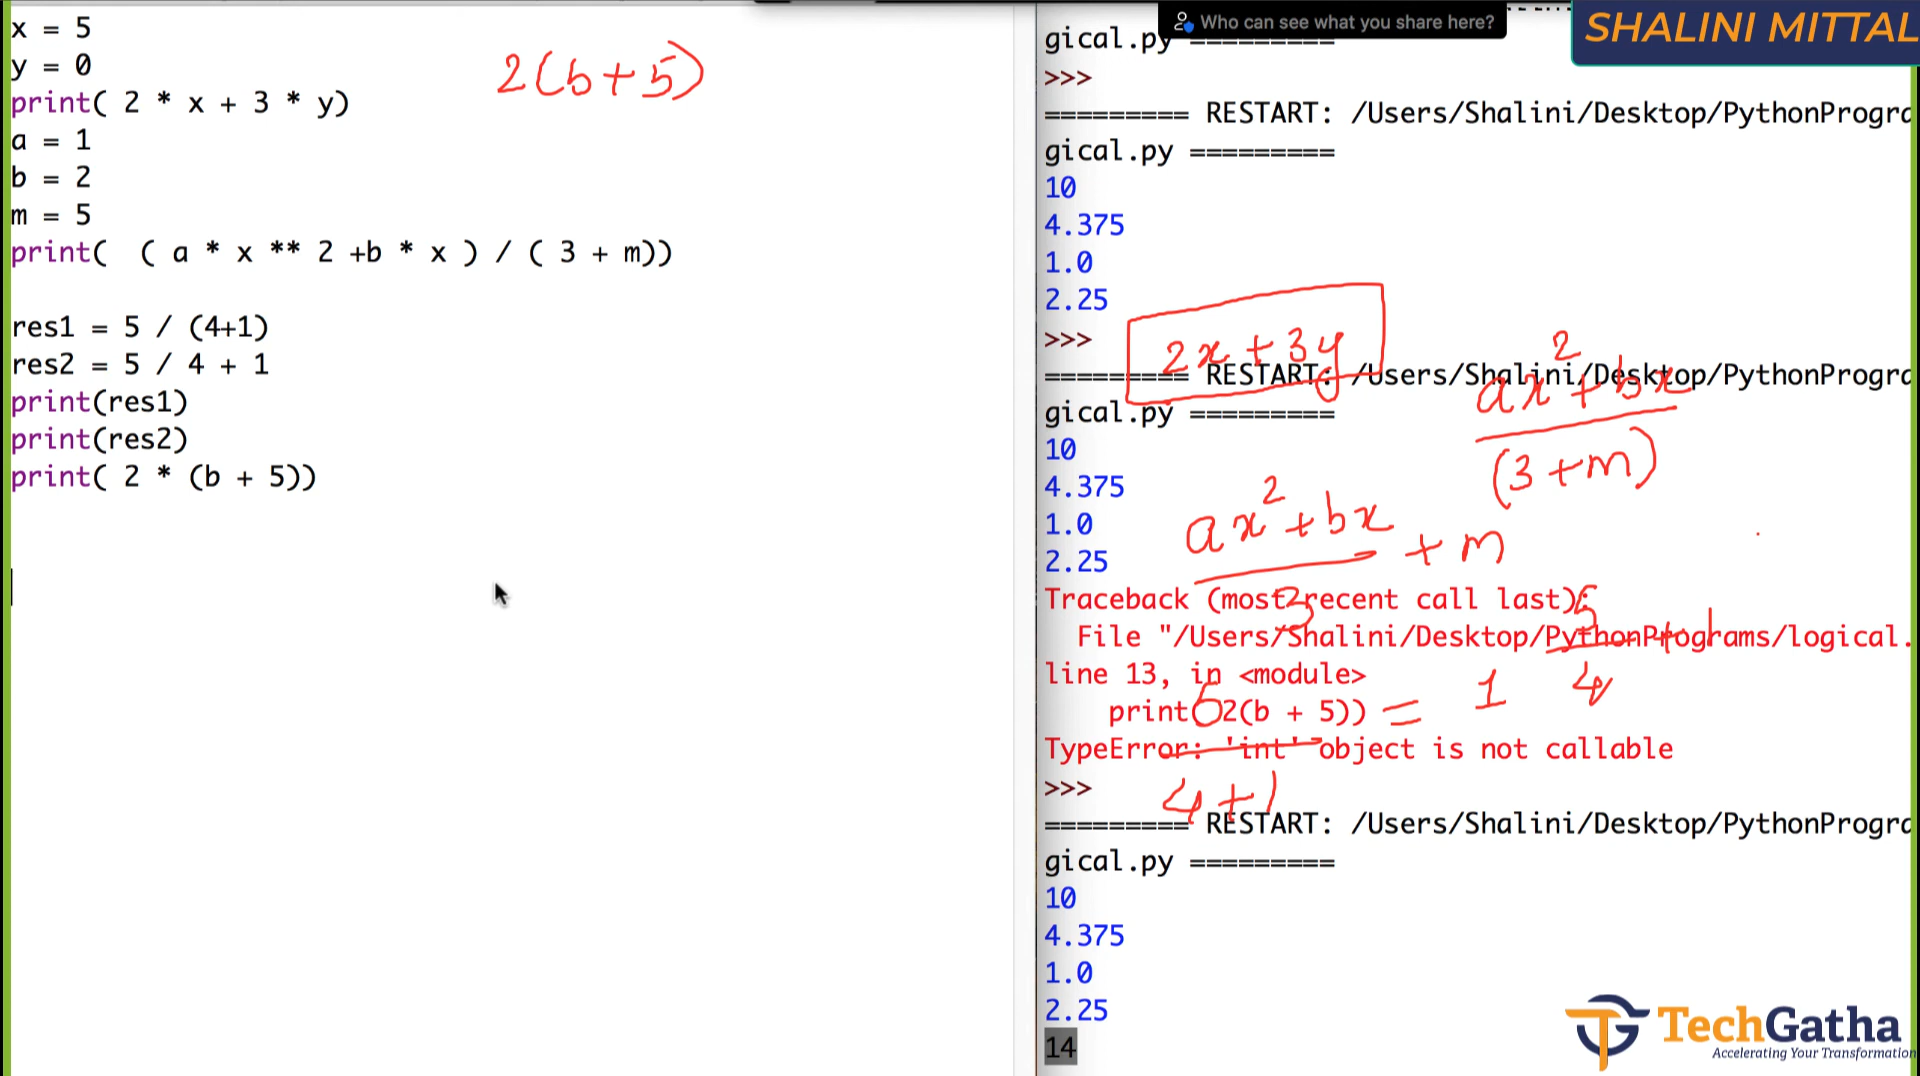 x = 5
y = 0
print( 2 * x + 3 * y)
a = 1
b = 2
m = 5
print(  ( a * x ** 2 +b * x ) / ( 3 + m))
res1 = 5 / (4+1)
res2 = 5 / 4 + 1
print(res1)
print(res2)
print( 2 * (b + 5))
2(b+5)
Who can see what you share here?
SHALINI MITTAL
gical.py =========
>>>
========= RESTART: /Users/Shalini/Desktop/PythonProgra
gical.py =========
10
4.375
1.0
2.25
>>>
========= RESTART: /Users/Shalini/Desktop/PythonProgra
gical.py =========
10
4.375
1.0
2.25
Traceback (most recent call last):
File "/Users/Shalini/Desktop/PythonPrograms/logical.
line 13, in <module>
print( 2(b + 5))
TypeError: 'int' object is not callable
>>>
========= RESTART: /Users/Shalini/Desktop/PythonProgra
gical.py =========
10
4.375
1.0
2.25
14
2x+3y
ax²+bx
(3+m)
ax²+bx + m
3
5 + 1
4
5 = 1
4+1
TechGatha
Accelerating Your Transformation